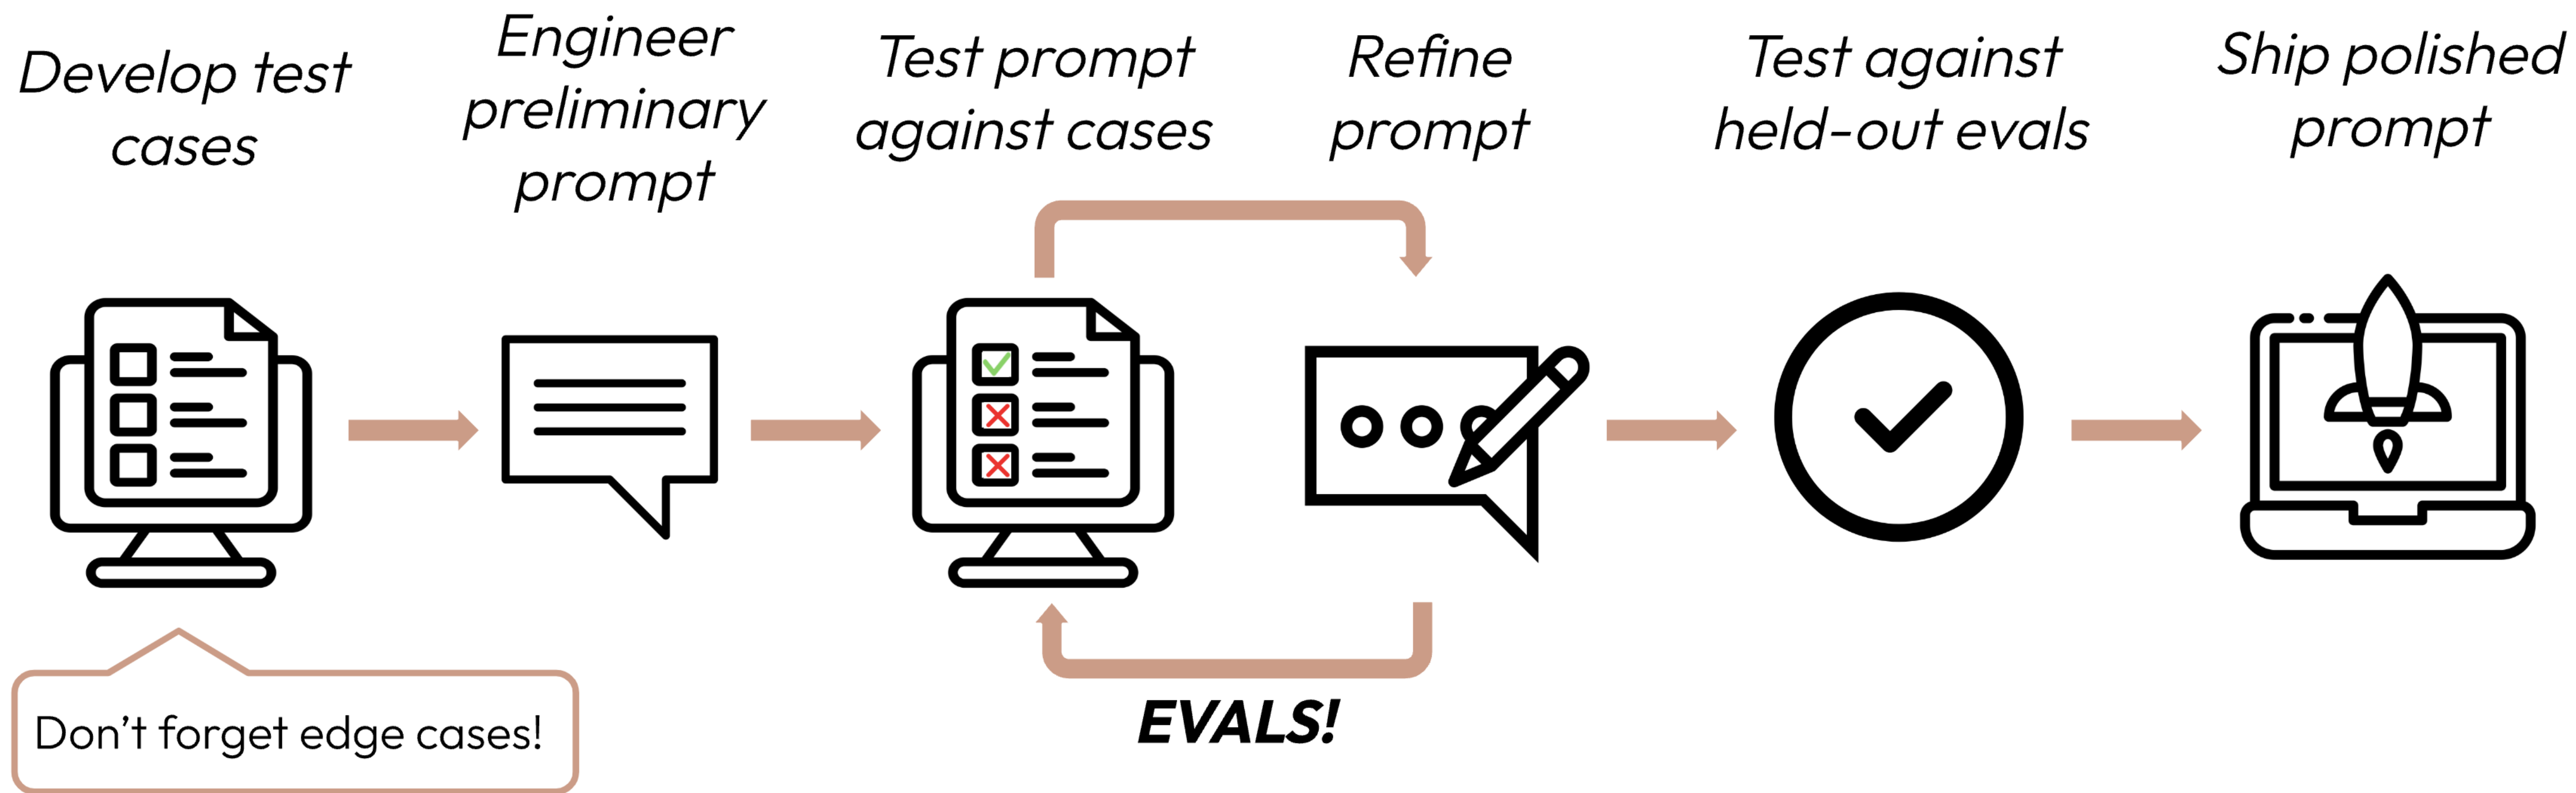 Develop test
cases
Engineer
preliminary
prompt
Test prompt
against cases
Refine
prompt
Test against
held-out evals
Ship polished
prompt
Don't forget edge cases!
EVALS!